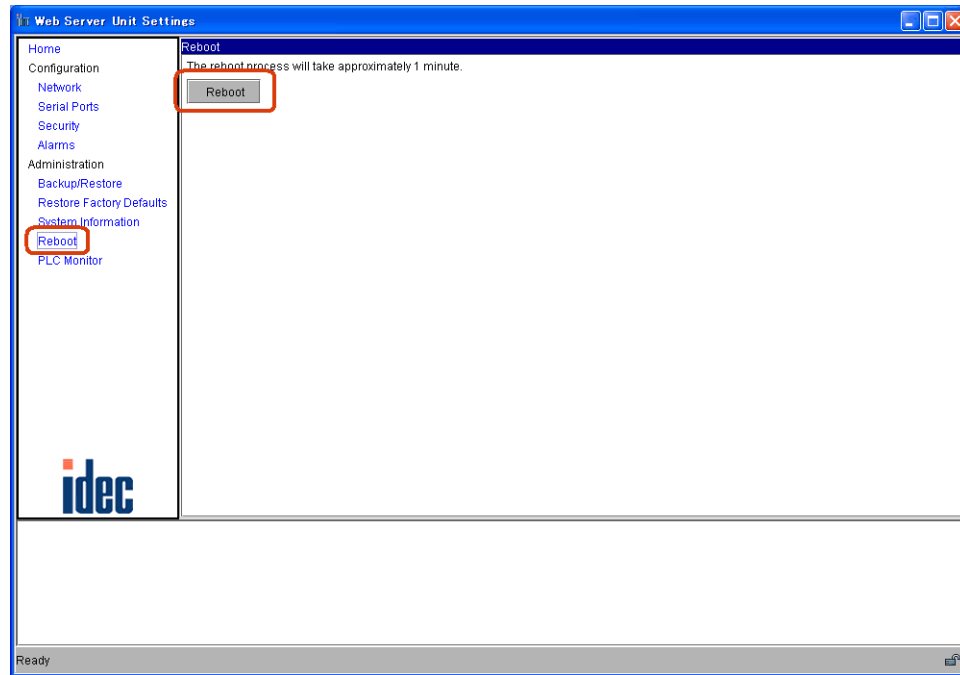 Web Server Unit Settings
Home
Configuration
Network
Serial Ports
Security
Alarms
Administration
Backup/Restore
Restore Factory Defaults
System Information
Reboot
PLC Monitor
idec
Reboot
The reboot process will take approximately 1 minute.
Reboot
Ready